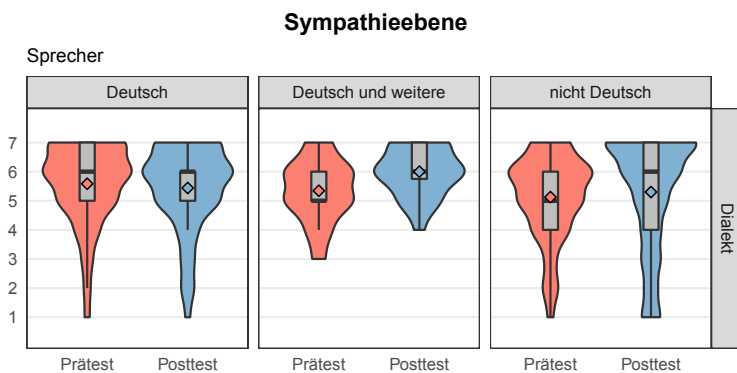 Sympathieebene
Sprecher
Deutsch
Deutsch und weitere
nicht Deutsch
7
6
5
4
3
2
1
Dialekt
Prätest
Posttest
Prätest
Posttest
Prätest
Posttest